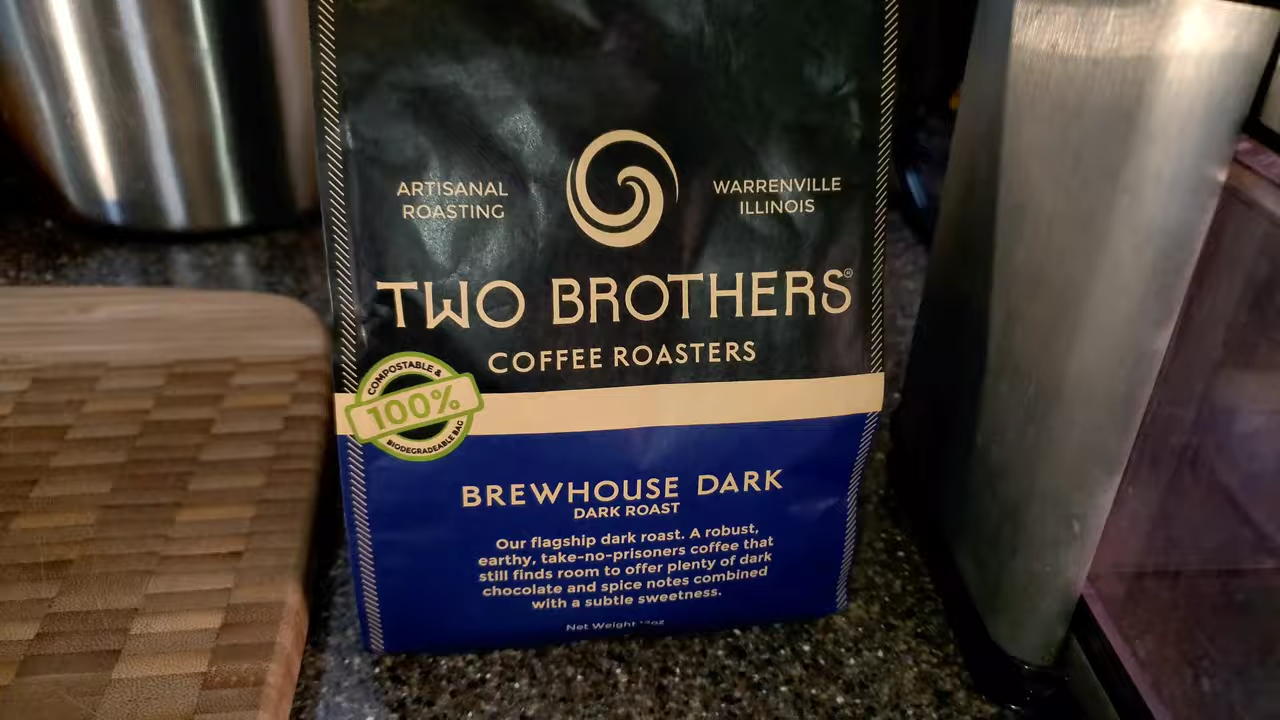 ARTISANAL
ROASTING
WARRENVILLE
ILLINOIS
TWO BROTHERS®
COFFEE ROASTERS
COMPOSTABLE &
100%
BIODEGRADABLE BAG
BREWHOUSE DARK
DARK ROAST
Our flagship dark roast. A robust,
earthy, take-no-prisoners coffee that
still finds room to offer plenty of dark
chocolate and spice notes combined
with a subtle sweetness.
Net Weight